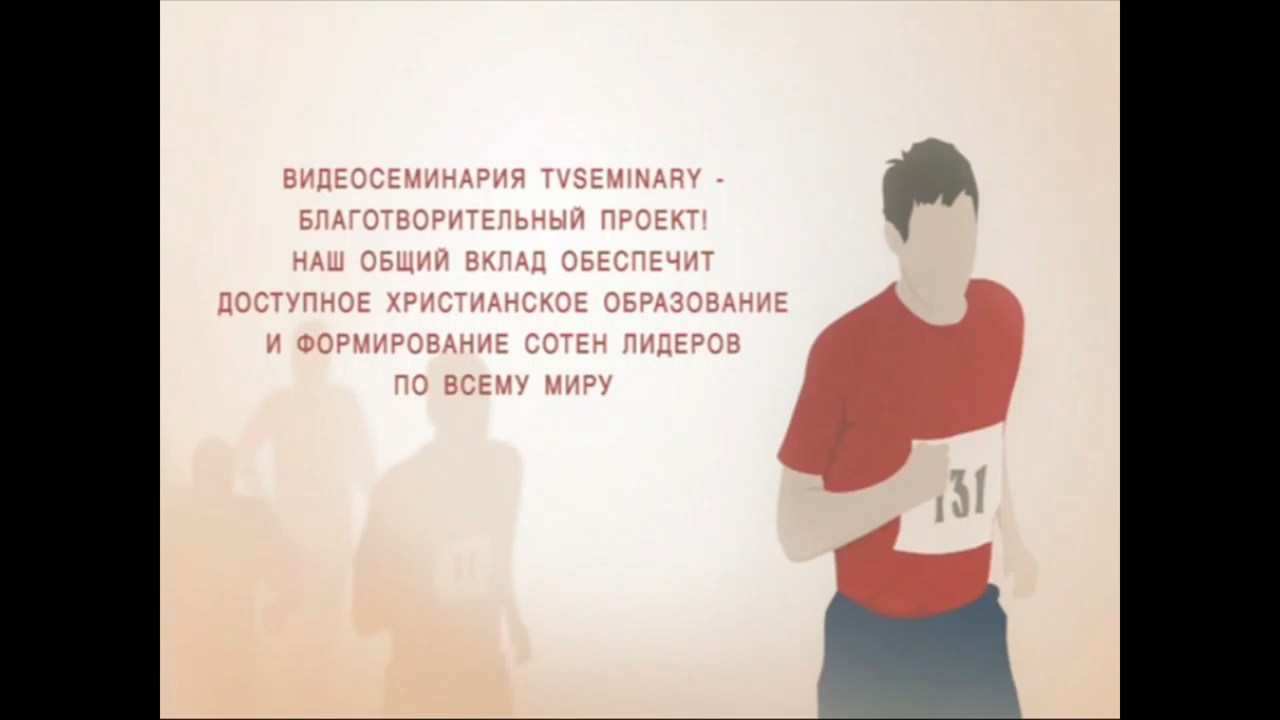 ВИДЕОСЕМИНАРИЯ TVSEMINARY -
БЛАГОТВОРИТЕЛЬНЫЙ ПРОЕКТ!
НАШ ОБЩИЙ ВКЛАД ОБЕСПЕЧИТ
ДОСТУПНОЕ ХРИСТИАНСКОЕ ОБРАЗОВАНИЕ
И ФОРМИРОВАНИЕ СОТЕН ЛИДЕРОВ
ПО ВСЕМУ МИРУ
131